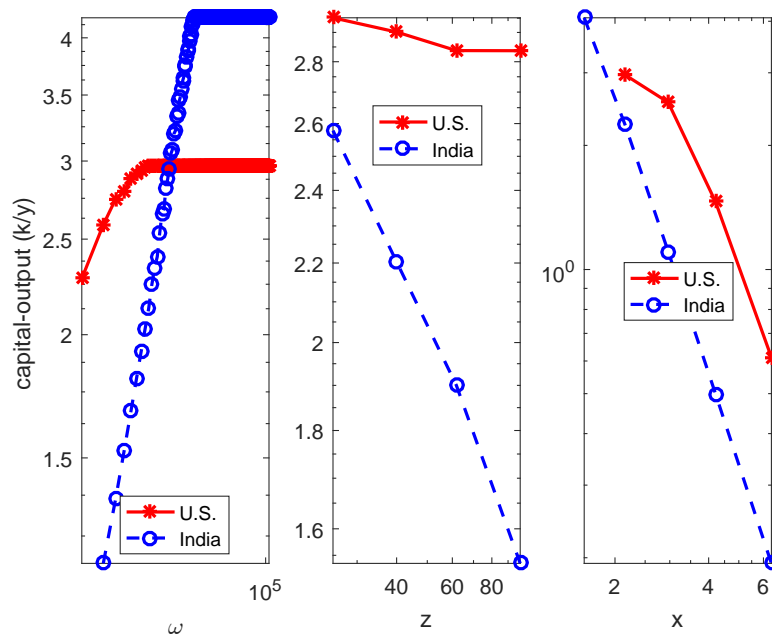 capital-output (k/y)
4
3.5
3
2.5
2
1.5
10^5
ω
U.S.
India
2.8
2.6
2.4
2.2
2
1.8
1.6
40
60
80
z
U.S.
India
10^0
2
4
6
x
U.S.
India